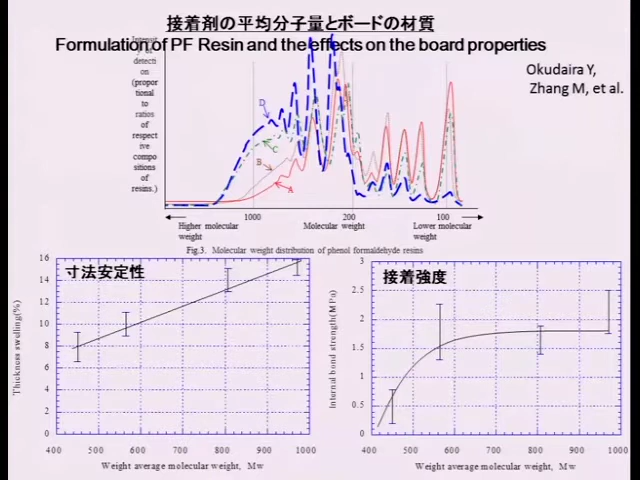 接着剤の平均分子量とボードの材質
Formulation of PF Resin and the effects on the board properties
Okudaira Y,
Zhang M, et al.
Intensit
y of
detecti
on
(propor
tional
to
ratios
of
respect
ive
compo
sitions
of
resins.)
D
C
B
A
1000
200
100
Higher molecular
weight
Molecular weight
Lower molecular
weight
Fig.3. Molecular weight distribution of phenol formaldehyde resins
寸法安定性
Thickness swelling(%)
16
14
12
10
8
6
4
2
0
400 500 600 700 800 900 1000
Weight average molecular weight, Mw
接着強度
Internal bond strength(MPa)
3
2.5
2
1.5
1
0.5
0
400 500 600 700 800 900 1000
Weight average molecular weight, Mw